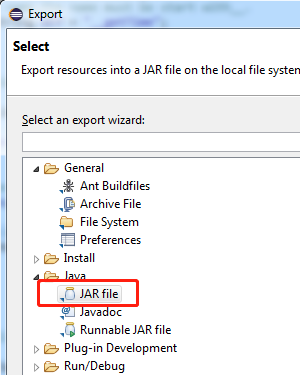 Export
Select
Export resources into a JAR file on the local file system
Select an export wizard:
General
Ant Buildfiles
Archive File
File System
Preferences
Install
Java
JAR file
Javadoc
Runnable JAR file
Plug-in Development
Run/Debug